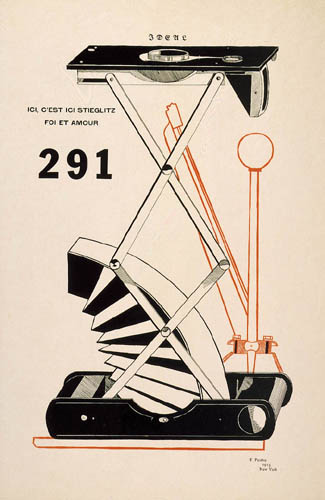 IDEAL
ICI, C'EST ICI STIEGLITZ
FOI ET AMOUR
291
F. Picabia
1915
New York